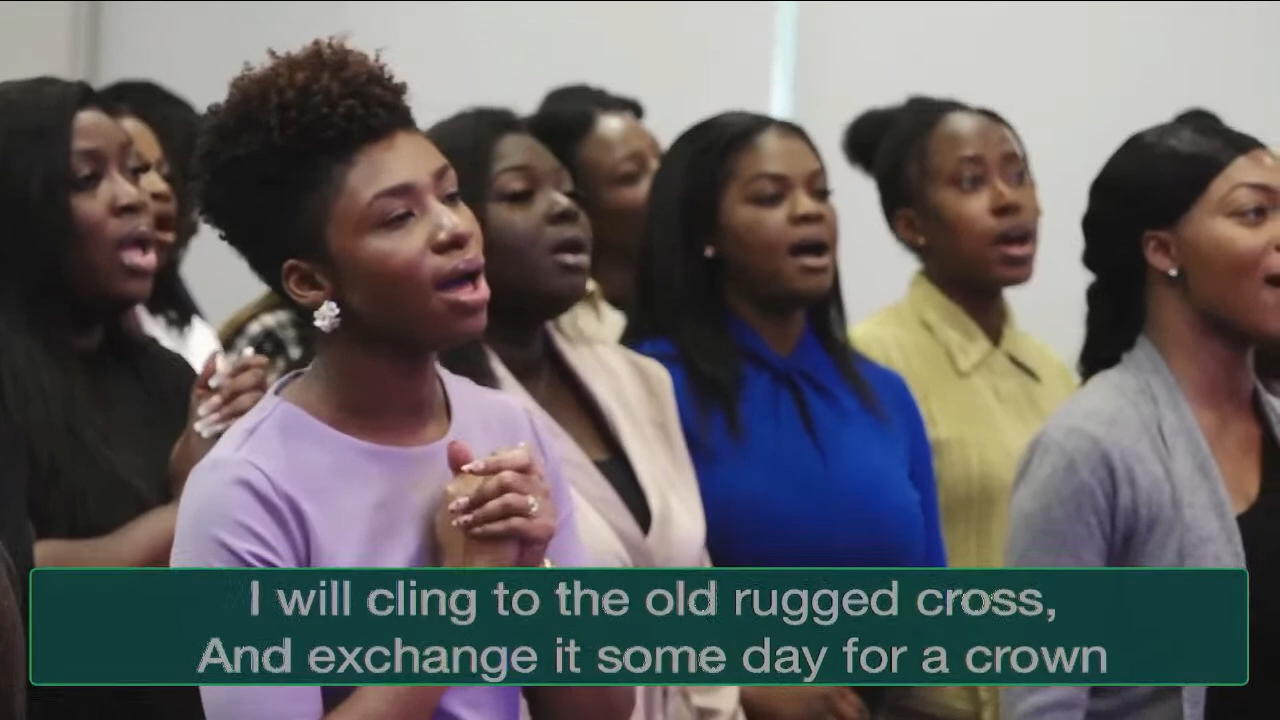 I will cling to the old rugged cross,
And exchange it some day for a crown